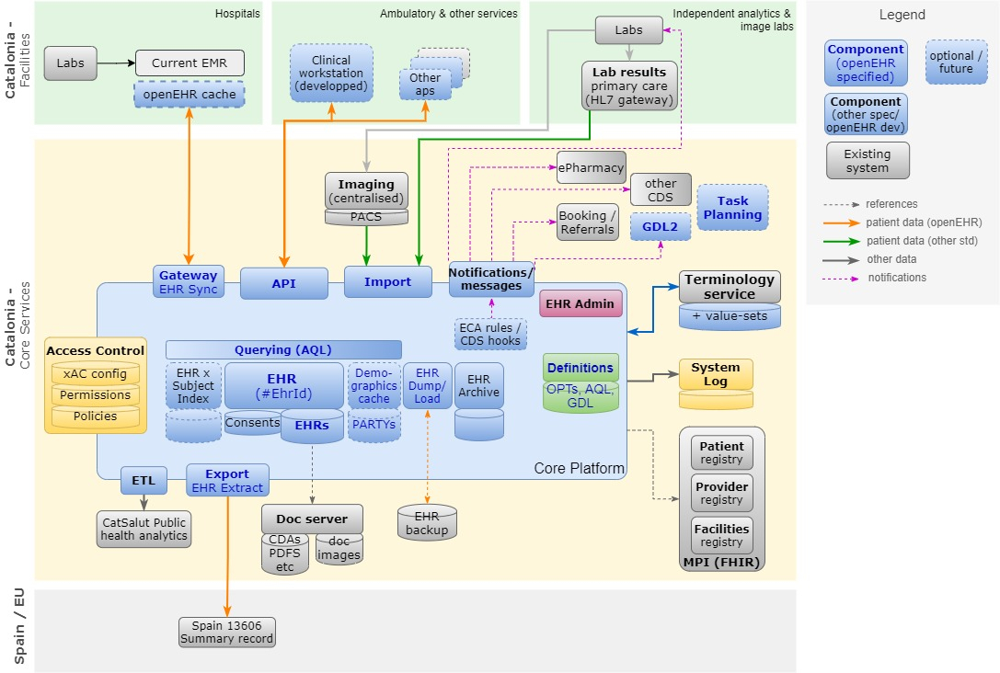 Catalonia -
Facilities
Hospitals
Labs
Current EMR
openEHR cache
Ambulatory & other services
Clinical
workstation
(developped)
Other
aps
Independent analytics &
image labs
Labs
Lab results
primary care
(HL7 gateway)
Legend
Component
(openEHR
specified)
optional /
future
Component
(other spec/
openEHR dev)
Existing
system
references
patient data (openEHR)
patient data (other std)
other data
notifications
Catalonia -
Core Services
Imaging
(centralised)
PACS
ePharmacy
other
CDS
Task
Planning
Booking /
Referrals
GDL2
Gateway
EHR Sync
API
Import
Notifications/
messages
EHR Admin
Terminology
service
+ value-sets
ECA rules /
CDS hooks
Access Control
xAC config
Permissions
Policies
Querying (AQL)
EHR x
Subject
Index
EHR
(#EhrId)
Consents
EHRs
Demo-
graphics
cache
PARTYs
EHR
Dump/
Load
EHR
Archive
Definitions
OPTs, AQL,
GDL
System
Log
Core Platform
ETL
Export
EHR Extract
CatSalut Public
health analytics
Doc server
CDAs
PDFS
etc
doc
images
EHR
backup
Patient
registry
Provider
registry
Facilities
registry
MPI (FHIR)
Spain / EU
Spain 13606
Summary record